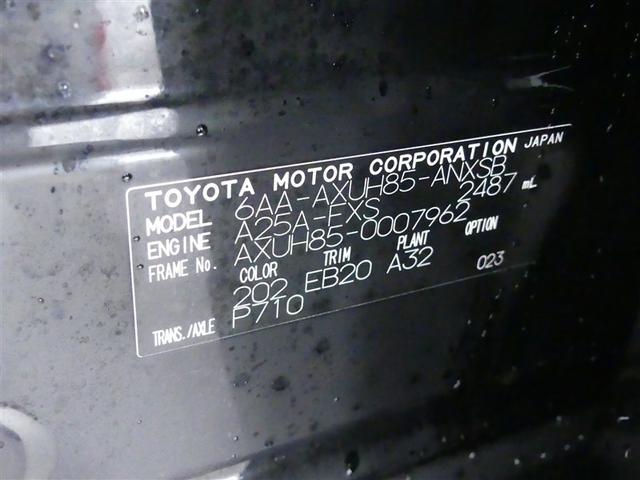 TOYOTA MOTOR CORPORATION JAPAN
MODEL 6AA-AXUH85-ANXSB
ENGINE A25A-FXS 2487 mL
FRAME No. AXUH85-0007962
COLOR TRIM PLANT OPTION
202 EB20 A32 023
TRANS./AXLE P710